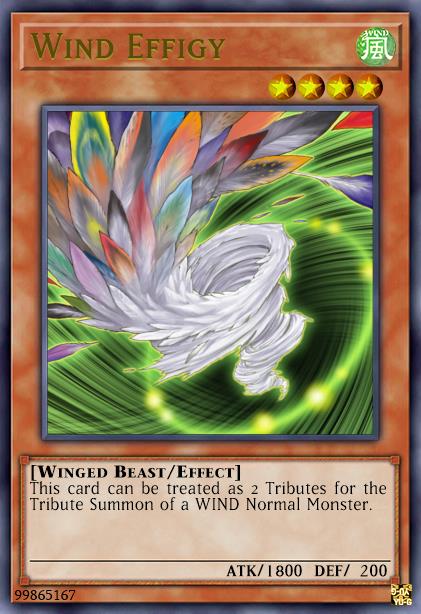 Wind Effigy
WIND
風
[Winged Beast/Effect]
This card can be treated as 2 Tributes for the
Tribute Summon of a WIND Normal Monster.
ATK/1800 DEF/ 200
99865167